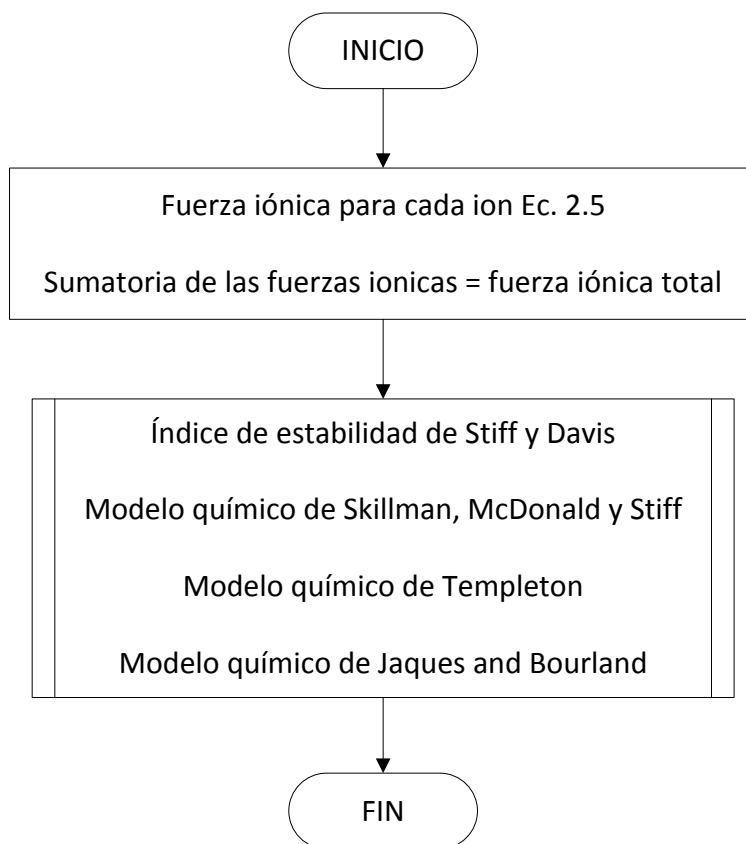 INICIO
Fuerza iónica para cada ion Ec. 2.5
Sumatoria de las fuerzas ionicas = fuerza iónica total
Índice de estabilidad de Stiff y Davis
Modelo químico de Skillman, McDonald y Stiff
Modelo químico de Templeton
Modelo químico de Jaques and Bourland
FIN